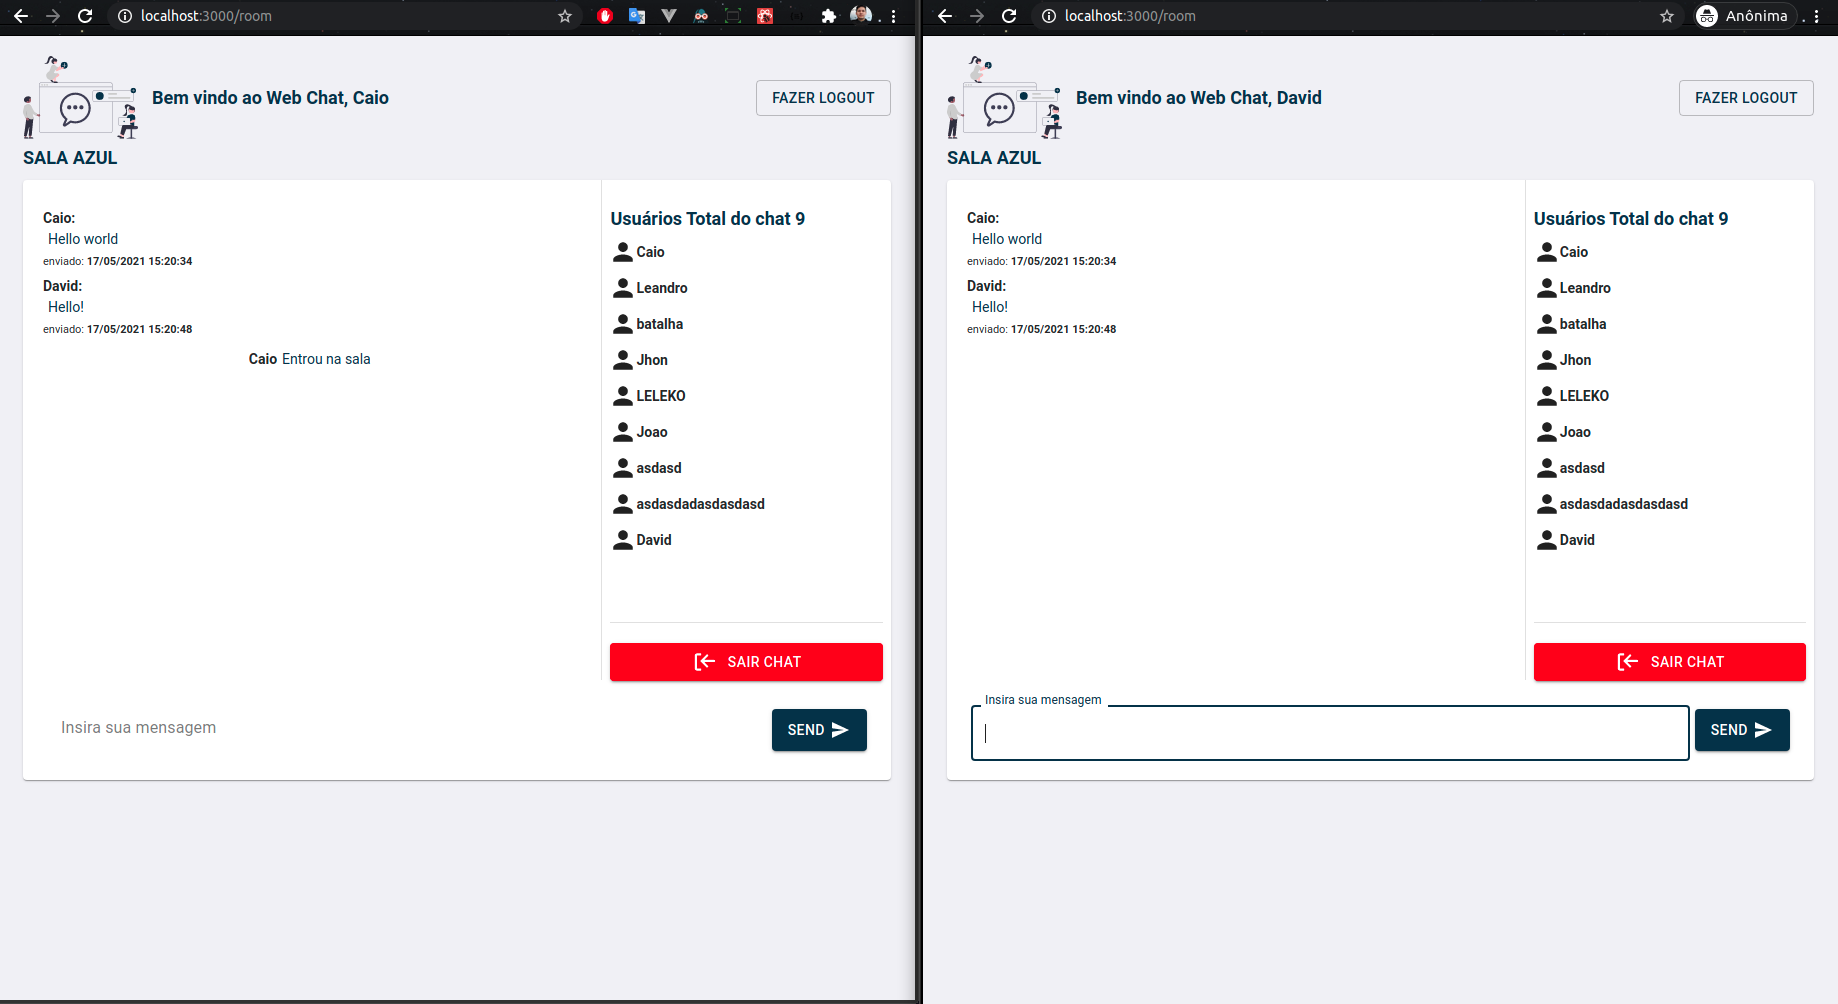 localhost:3000/room
Bem vindo ao Web Chat, Caio
FAZER LOGOUT
SALA AZUL
Caio:
Hello world
enviado: 17/05/2021 15:20:34
David:
Hello!
enviado: 17/05/2021 15:20:48
Caio Entrou na sala
Usuários Total do chat 9
Caio
Leandro
batalha
Jhon
LELEKO
Joao
asdasd
asdasdadasdasdasd
David
SAIR CHAT
Insira sua mensagem
SEND
localhost:3000/room
Anônima
Bem vindo ao Web Chat, David
FAZER LOGOUT
SALA AZUL
Caio:
Hello world
enviado: 17/05/2021 15:20:34
David:
Hello!
enviado: 17/05/2021 15:20:48
Usuários Total do chat 9
Caio
Leandro
batalha
Jhon
LELEKO
Joao
asdasd
asdasdadasdasdasd
David
SAIR CHAT
Insira sua mensagem
SEND